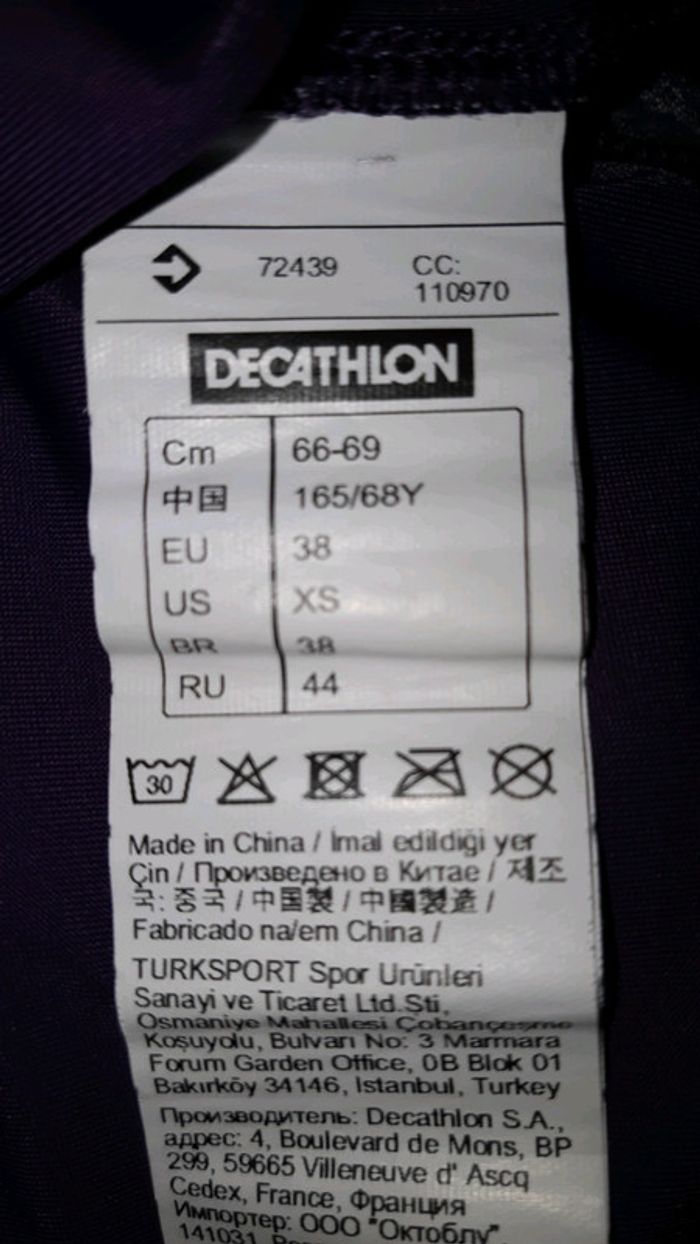 72439 CC:
110970
DECATHLON
Cm 66-69
中国 165/68Y
EU 38
US XS
BR 38
RU 44
30
Made in China / İmal edildiği yer
Çin / Произведено в Китае / 제조
국: 중국 / 中国製 / 中國製造 /
Fabricado na/em China /
TURKSPORT Spor Urünleri
Sanayi ve Ticaret Ltd.Sti,
Osmaniye Mahallesi Çobançeşme
Koşuyolu, Bulvarı No: 3 Marmara
Forum Garden Office, 0B Blok 01
Bakırköy 34146, Istanbul, Turkey
Производитель: Decathlon S.A.,
адрес: 4, Boulevard de Mons, BP
299, 59665 Villeneuve d' Ascq
Cedex, France, Франция
Импортер: ООО "Октоблу",
141031